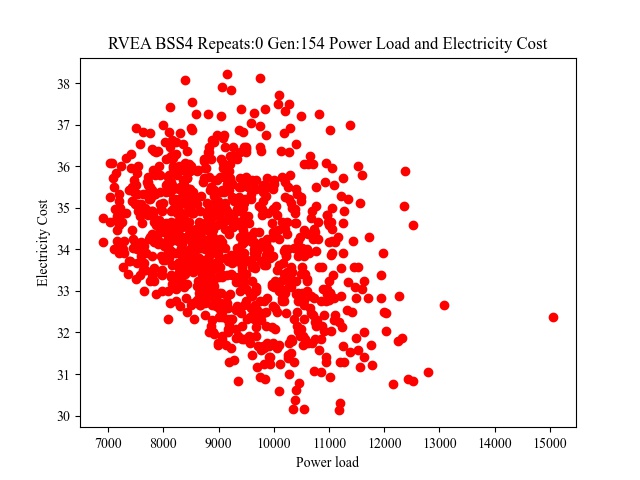 RVEA BSS4 Repeats:0 Gen:154 Power Load and Electricity Cost
Electricity Cost
38
37
36
35
34
33
32
31
30
7000 8000 9000 10000 11000 12000 13000 14000 15000
Power load